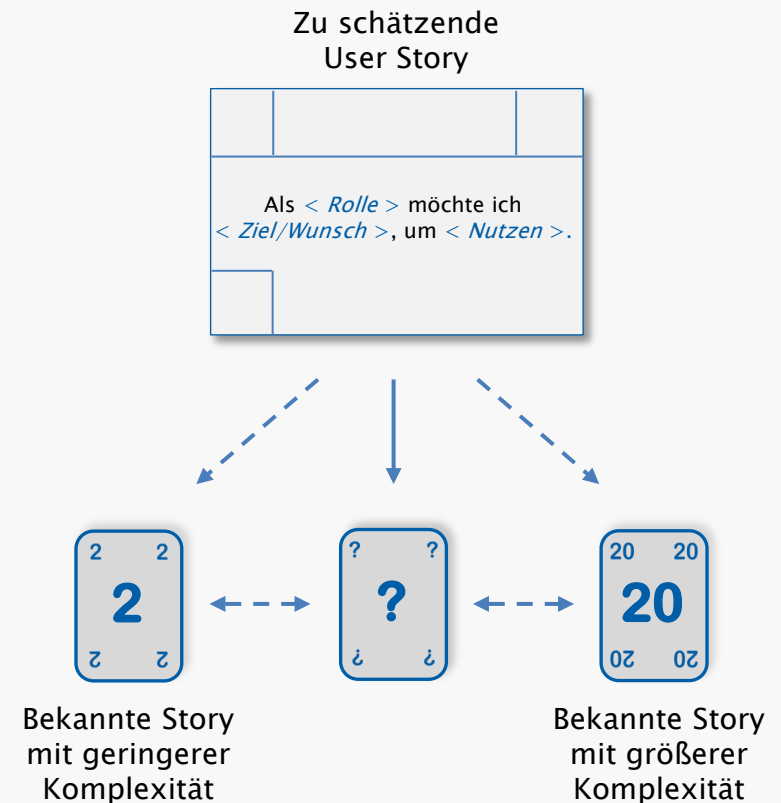 Zu schätzende
User Story
Als < Rolle > möchte ich
< Ziel/Wunsch >, um < Nutzen >.
2 2
2
2 2
? ?
?
? ?
20 20
20
20 20
Bekannte Story
mit geringerer
Komplexität
Bekannte Story
mit größerer
Komplexität